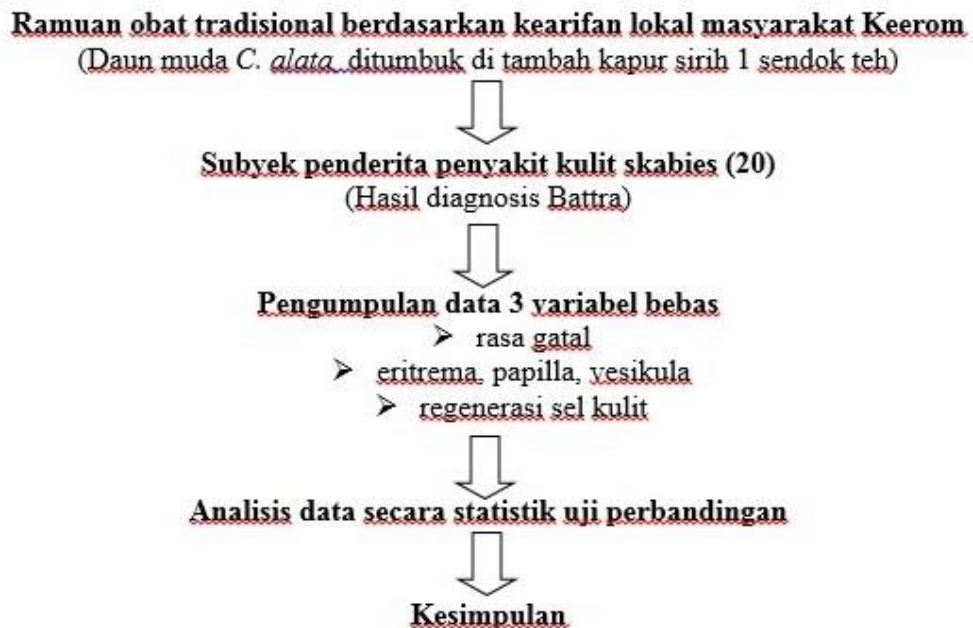 Ramuan obat tradisional berdasarkan kearifan lokal masyarakat Keerom
(Daun muda C. alata ditumbuk di tambah kapur sirih 1 sendok teh)
Subyek penderita penyakit kulit skabies (20)
(Hasil diagnosis Battra)
Pengumpulan data 3 variabel bebas
➢ rasa gatal
➢ eritrema, papilla, vesikula
➢ regenerasi sel kulit
Analisis data secara statistik uji perbandingan
Kesimpulan